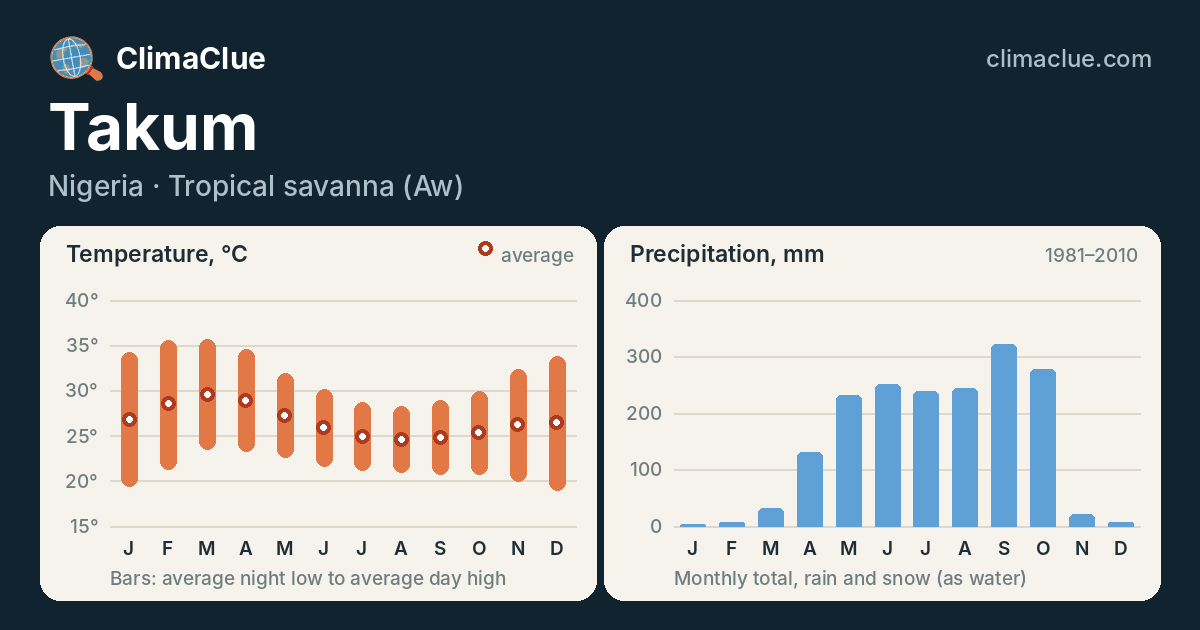 ClimaClue
climaclue.com
Takum
Nigeria · Tropical savanna (Aw)
Temperature, °C
average
40°
35°
30°
25°
20°
15°
J F M A M J J A S O N D
Bars: average night low to average day high
Precipitation, mm
1981–2010
400
300
200
100
0
J F M A M J J A S O N D
Monthly total, rain and snow (as water)